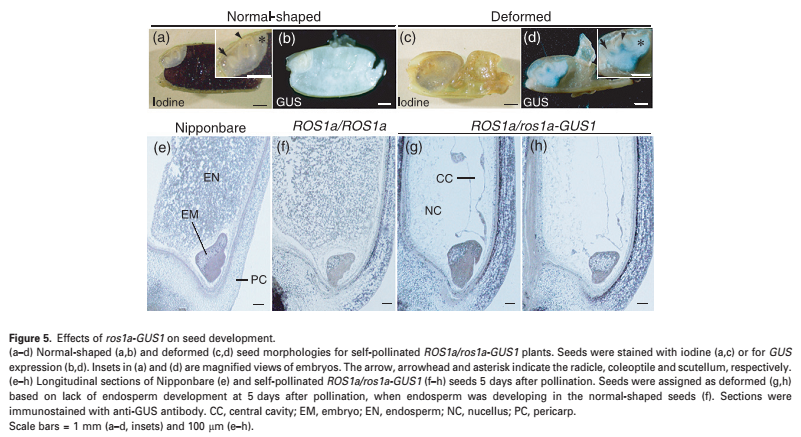 Normal-shaped Deformed
(a) (b) (c) (d)
* *
Iodine GUS Iodine GUS
Nipponbare ROS1a/ROS1a ROS1a/ros1a-GUS1
(e) (f) (g) (h)
EN CC
EM NC
PC
Figure 5. Effects of ros1a-GUS1 on seed development.
(a–d) Normal-shaped (a,b) and deformed (c,d) seed morphologies for self-pollinated ROS1a/ros1a-GUS1 plants. Seeds were stained with iodine (a,c) or for GUS
expression (b,d). Insets in (a) and (d) are magnified views of embryos. The arrow, arrowhead and asterisk indicate the radicle, coleoptile and scutellum, respectively.
(e–h) Longitudinal sections of Nipponbare (e) and self-pollinated ROS1a/ros1a-GUS1 (f–h) seeds 5 days after pollination. Seeds were assigned as deformed (g,h)
based on lack of endosperm development at 5 days after pollination, when endosperm was developing in the normal-shaped seeds (f). Sections were
immunostained with anti-GUS antibody. CC, central cavity; EM, embryo; EN, endosperm; NC, nucellus; PC, pericarp.
Scale bars = 1 mm (a–d, insets) and 100 μm (e–h).